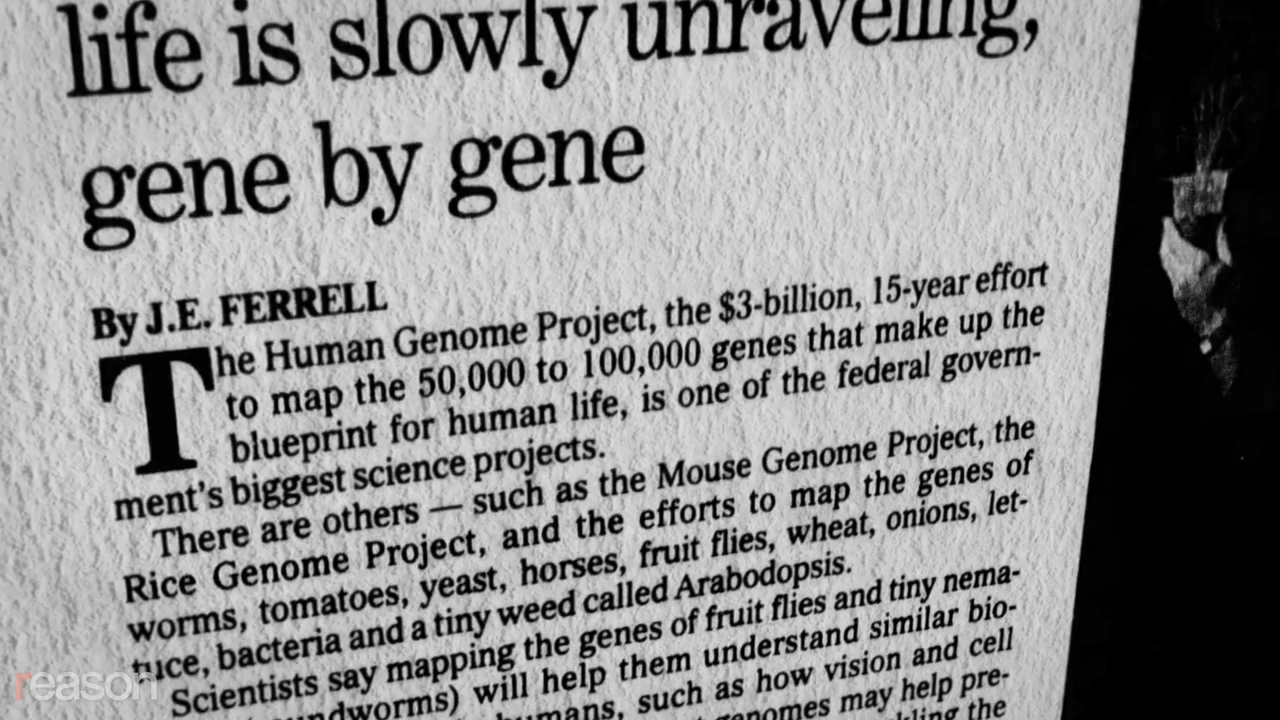 life is slowly unraveling,
gene by gene
By J.E. FERRELL
The Human Genome Project, the $3-billion, 15-year effort
to map the 50,000 to 100,000 genes that make up the
blueprint for human life, is one of the federal govern-
ment's biggest science projects.
There are others — such as the Mouse Genome Project, the
Rice Genome Project, and the efforts to map the genes of
worms, tomatoes, yeast, horses, fruit flies, wheat, onions, let-
tuce, bacteria and a tiny weed called Arabodopsis.
Scientists say mapping the genes of fruit flies and tiny nema-
will help them understand similar bio-
humans, such as how vision and cell
genomes may help pre-
the
reason